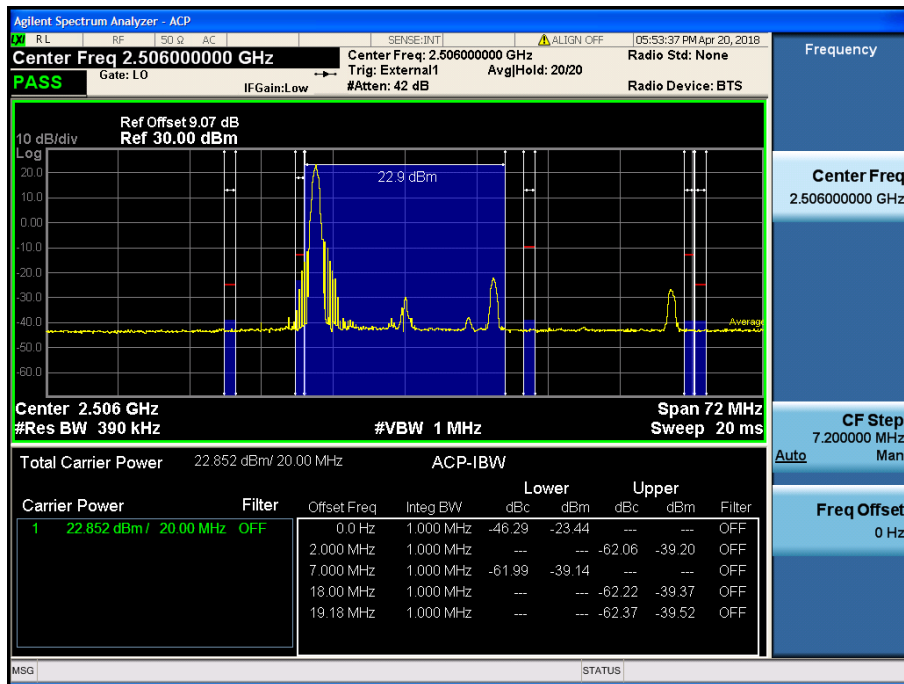 Agilent Spectrum Analyzer - ACP
LXI RL RF 50 Ω AC SENSE:INT ALIGN OFF 05:53:37 PM Apr 20, 2018
Center Freq 2.506000000 GHz
Center Freq: 2.506000000 GHz Radio Std: None
PASS Gate: LO Trig: External1 Avg|Hold: 20/20
IFGain:Low #Atten: 42 dB Radio Device: BTS
Ref Offset 9.07 dB
10 dB/div Ref 30.00 dBm
Log
22.9 dBm
20.0
10.0
0.00
-10.0
-20.0
-30.0
-40.0
Average
-50.0
-60.0
Center 2.506 GHz Span 72 MHz
#Res BW 390 kHz #VBW 1 MHz Sweep 20 ms
Total Carrier Power 22.852 dBm/ 20.00 MHz ACP-IBW
Lower Upper
Carrier Power Filter Offset Freq Integ BW dBc dBm dBc dBm Filter
1 22.852 dBm / 20.00 MHz OFF 0.0 Hz 1.000 MHz -46.29 -23.44 --- --- OFF
2.000 MHz 1.000 MHz --- --- -62.06 -39.20 OFF
7.000 MHz 1.000 MHz -61.99 -39.14 --- --- OFF
18.00 MHz 1.000 MHz --- --- -62.22 -39.37 OFF
19.18 MHz 1.000 MHz --- --- -62.37 -39.52 OFF
MSG STATUS
Frequency
Center Freq
2.506000000 GHz
CF Step
7.200000 MHz
Auto Man
Freq Offset
0 Hz